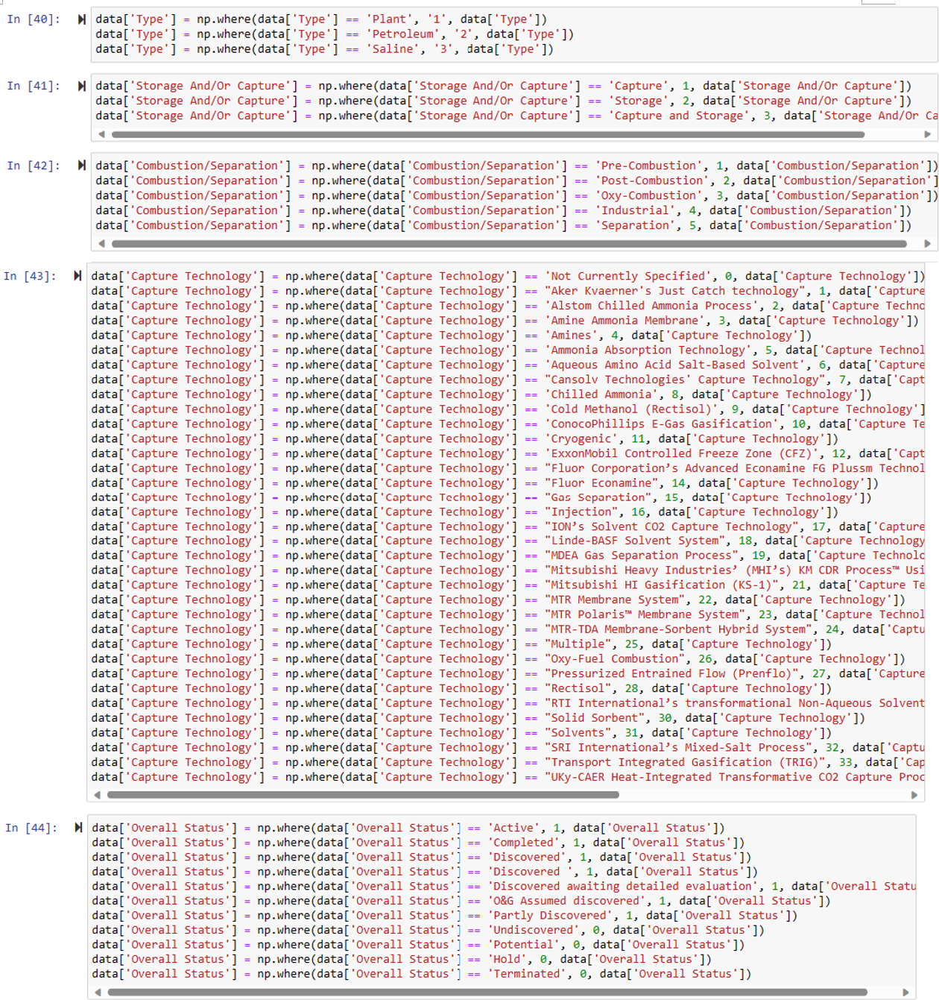 In [40]:
data['Type'] = np.where(data['Type'] == 'Plant', '1', data['Type'])
data['Type'] = np.where(data['Type'] == 'Petroleum', '2', data['Type'])
data['Type'] = np.where(data['Type'] == 'Saline', '3', data['Type'])
In [41]:
data['Storage And/Or Capture'] = np.where(data['Storage And/Or Capture'] == 'Capture', 1, data['Storage And/Or Capture'])
data['Storage And/Or Capture'] = np.where(data['Storage And/Or Capture'] == 'Storage', 2, data['Storage And/Or Capture'])
data['Storage And/Or Capture'] = np.where(data['Storage And/Or Capture'] == 'Capture and Storage', 3, data['Storage And/Or Ca
In [42]:
data['Combustion/Separation'] = np.where(data['Combustion/Separation'] == 'Pre-Combustion', 1, data['Combustion/Separation'])
data['Combustion/Separation'] = np.where(data['Combustion/Separation'] == 'Post-Combustion', 2, data['Combustion/Separation']
data['Combustion/Separation'] = np.where(data['Combustion/Separation'] == 'Oxy-Combustion', 3, data['Combustion/Separation'])
data['Combustion/Separation'] = np.where(data['Combustion/Separation'] == 'Industrial', 4, data['Combustion/Separation'])
data['Combustion/Separation'] = np.where(data['Combustion/Separation'] == 'Separation', 5, data['Combustion/Separation'])
In [43]:
data['Capture Technology'] = np.where(data['Capture Technology'] == 'Not Currently Specified', 0, data['Capture Technology'])
data['Capture Technology'] = np.where(data['Capture Technology'] == "Aker Kvaerner's Just Catch technology", 1, data['Capture
data['Capture Technology'] = np.where(data['Capture Technology'] == 'Alstom Chilled Ammonia Process', 2, data['Capture Techno
data['Capture Technology'] = np.where(data['Capture Technology'] == 'Amine Ammonia Membrane', 3, data['Capture Technology'])
data['Capture Technology'] = np.where(data['Capture Technology'] == 'Amines', 4, data['Capture Technology'])
data['Capture Technology'] = np.where(data['Capture Technology'] == 'Ammonia Absorption Technology', 5, data['Capture Technol
data['Capture Technology'] = np.where(data['Capture Technology'] == 'Aqueous Amino Acid Salt-Based Solvent', 6, data['Capture
data['Capture Technology'] = np.where(data['Capture Technology'] == "Cansolv Technologies' Capture Technology", 7, data['Capt
data['Capture Technology'] = np.where(data['Capture Technology'] == 'Chilled Ammonia', 8, data['Capture Technology'])
data['Capture Technology'] = np.where(data['Capture Technology'] == 'Cold Methanol (Rectisol)', 9, data['Capture Technology']
data['Capture Technology'] = np.where(data['Capture Technology'] == 'ConocoPhillips E-Gas Gasification', 10, data['Capture Te
data['Capture Technology'] = np.where(data['Capture Technology'] == 'Cryogenic', 11, data['Capture Technology'])
data['Capture Technology'] = np.where(data['Capture Technology'] == 'ExxonMobil Controlled Freeze Zone (CFZ)', 12, data['Capt
data['Capture Technology'] = np.where(data['Capture Technology'] == "Fluor Corporation’s Advanced Econamine FG Plussm Technol
data['Capture Technology'] = np.where(data['Capture Technology'] == "Fluor Econamine", 14, data['Capture Technology'])
data['Capture Technology'] = np.where(data['Capture Technology'] == "Gas Separation", 15, data['Capture Technology'])
data['Capture Technology'] = np.where(data['Capture Technology'] == "Injection", 16, data['Capture Technology'])
data['Capture Technology'] = np.where(data['Capture Technology'] == "ION’s Solvent CO2 Capture Technology", 17, data['Capture
data['Capture Technology'] = np.where(data['Capture Technology'] == "Linde-BASF Solvent System", 18, data['Capture Technology
data['Capture Technology'] = np.where(data['Capture Technology'] == "MDEA Gas Separation Process", 19, data['Capture Technolo
data['Capture Technology'] = np.where(data['Capture Technology'] == "Mitsubishi Heavy Industries’ (MHI’s) KM CDR Process™ Usi
data['Capture Technology'] = np.where(data['Capture Technology'] == "Mitsubishi HI Gasification (KS-1)", 21, data['Capture Te
data['Capture Technology'] = np.where(data['Capture Technology'] == "MTR Membrane System", 22, data['Capture Technology'])
data['Capture Technology'] = np.where(data['Capture Technology'] == "MTR Polaris™ Membrane System", 23, data['Capture Technol
data['Capture Technology'] = np.where(data['Capture Technology'] == "MTR-TDA Membrane-Sorbent Hybrid System", 24, data['Captu
data['Capture Technology'] = np.where(data['Capture Technology'] == "Multiple", 25, data['Capture Technology'])
data['Capture Technology'] = np.where(data['Capture Technology'] == "Oxy-Fuel Combustion", 26, data['Capture Technology'])
data['Capture Technology'] = np.where(data['Capture Technology'] == "Pressurized Entrained Flow (Prenflo)", 27, data['Capture
data['Capture Technology'] = np.where(data['Capture Technology'] == "Rectisol", 28, data['Capture Technology'])
data['Capture Technology'] = np.where(data['Capture Technology'] == "RTI International’s transformational Non-Aqueous Solvent
data['Capture Technology'] = np.where(data['Capture Technology'] == "Solid Sorbent", 30, data['Capture Technology'])
data['Capture Technology'] = np.where(data['Capture Technology'] == "Solvents", 31, data['Capture Technology'])
data['Capture Technology'] = np.where(data['Capture Technology'] == "SRI International’s Mixed-Salt Process", 32, data['Captu
data['Capture Technology'] = np.where(data['Capture Technology'] == "Transport Integrated Gasification (TRIG)", 33, data['Cap
data['Capture Technology'] = np.where(data['Capture Technology'] == "UKy-CAER Heat-Integrated Transformative CO2 Capture Proc
In [44]:
data['Overall Status'] = np.where(data['Overall Status'] == 'Active', 1, data['Overall Status'])
data['Overall Status'] = np.where(data['Overall Status'] == 'Completed', 1, data['Overall Status'])
data['Overall Status'] = np.where(data['Overall Status'] == 'Discovered', 1, data['Overall Status'])
data['Overall Status'] = np.where(data['Overall Status'] == 'Discovered ', 1, data['Overall Status'])
data['Overall Status'] = np.where(data['Overall Status'] == 'Discovered awaiting detailed evaluation', 1, data['Overall Statu
data['Overall Status'] = np.where(data['Overall Status'] == 'O&G Assumed discovered', 1, data['Overall Status'])
data['Overall Status'] = np.where(data['Overall Status'] == 'Partly Discovered', 1, data['Overall Status'])
data['Overall Status'] = np.where(data['Overall Status'] == 'Undiscovered', 0, data['Overall Status'])
data['Overall Status'] = np.where(data['Overall Status'] == 'Potential', 0, data['Overall Status'])
data['Overall Status'] = np.where(data['Overall Status'] == 'Hold', 0, data['Overall Status'])
data['Overall Status'] = np.where(data['Overall Status'] == 'Terminated', 0, data['Overall Status'])